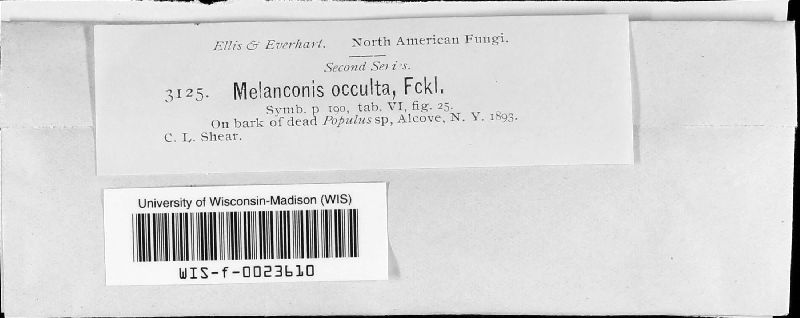 Ellis & Everhart. North American Fungi.
Second Series.
3125. Melanconis occulta, Fckl.
Symb. p 190, tab. VI, fig. 25.
On bark of dead Populus sp, Alcove, N. Y. 1893.
C. L. Shear.
University of Wisconsin-Madison (WIS)
WIS-f-0023610